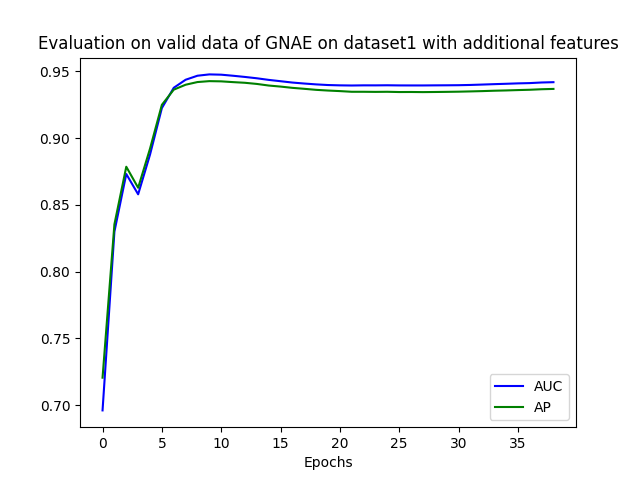 Evaluation on valid data of GNAE on dataset1 with additional features
0.95
0.90
0.85
0.80
0.75
0.70
AUC
AP
0 5 10 15 20 25 30 35
Epochs